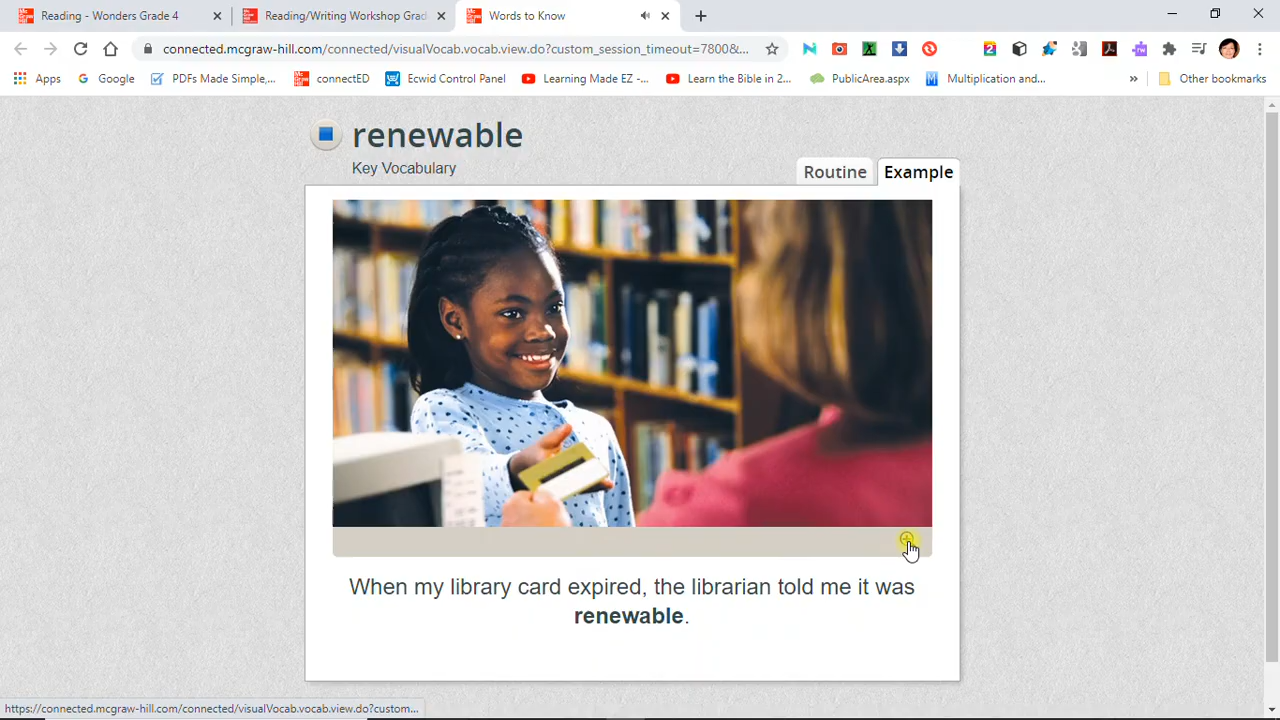 Reading - Wonders Grade 4
Reading/Writing Workshop Grad
Words to Know
connected.mcgraw-hill.com/connected/visualVocab.vocab.view.do?custom_session_timeout=7800&...
Apps
Google
PDFs Made Simple,...
connectED
Ecwid Control Panel
Learning Made EZ -...
Learn the Bible in 2...
PublicArea.aspx
Multiplication and...
»
Other bookmarks
renewable
Key Vocabulary
Routine
Example
When my library card expired, the librarian told me it was
renewable.
https://connected.mcgraw-hill.com/connected/visualVocab.vocab.view.do?custom...